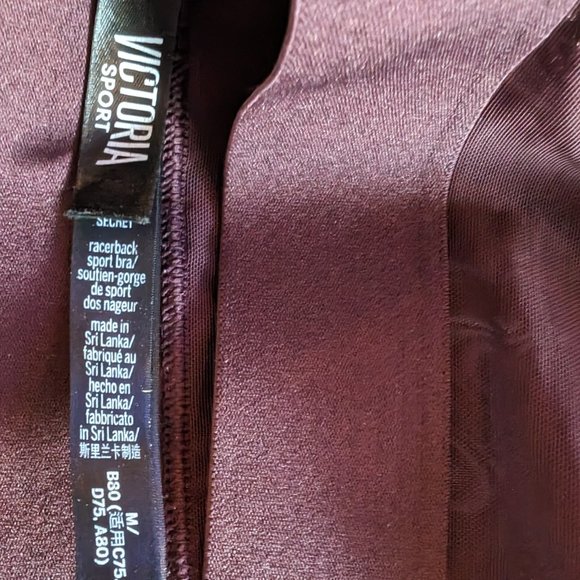 VICTORIA
SPORT
SECRET
racerback
sport bra/
soutien-gorge
de sport
dos nageur
made in
Sri Lanka/
fabriqué au
Sri Lanka/
hecho en
Sri Lanka/
fabbricato
in Sri Lanka/
斯里兰卡制造
M/
B80 (适用C75,
D75, A80)